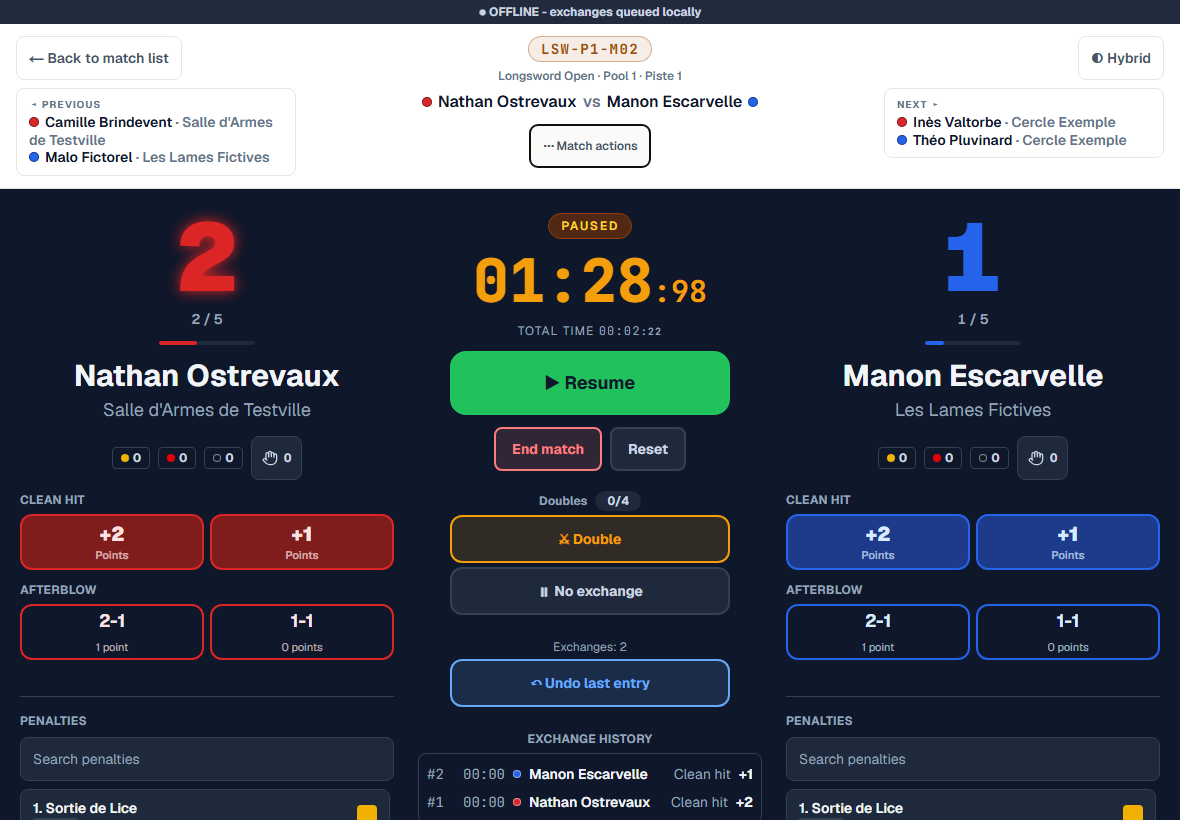 ● OFFLINE - exchanges queued locally
← Back to match list
LSW-P1-M02
Longsword Open · Pool 1 · Piste 1
Nathan Ostrevaux vs Manon Escarvelle
··· Match actions
◐ Hybrid
◂ PREVIOUS
Camille Brindevent · Salle d'Armes
de Testville
Malo Fictorel · Les Lames Fictives
NEXT ▸
Inès Valtorbe · Cercle Exemple
Théo Pluvinard · Cercle Exemple
2
2 / 5
Nathan Ostrevaux
Salle d'Armes de Testville
0 0 0 0
CLEAN HIT
+2 +1
Points Points
AFTERBLOW
2-1 1-1
1 point 0 points
PENALTIES
Search penalties
1. Sortie de Lice
PAUSED
01:28:98
TOTAL TIME 00:02:22
▶ Resume
End match Reset
Doubles 0/4
⚔ Double
⏸ No exchange
Exchanges: 2
↶ Undo last entry
EXCHANGE HISTORY
#2 00:00 Manon Escarvelle Clean hit +1
#1 00:00 Nathan Ostrevaux Clean hit +2
1
1 / 5
Manon Escarvelle
Les Lames Fictives
0 0 0 0
CLEAN HIT
+2 +1
Points Points
AFTERBLOW
2-1 1-1
1 point 0 points
PENALTIES
Search penalties
1. Sortie de Lice